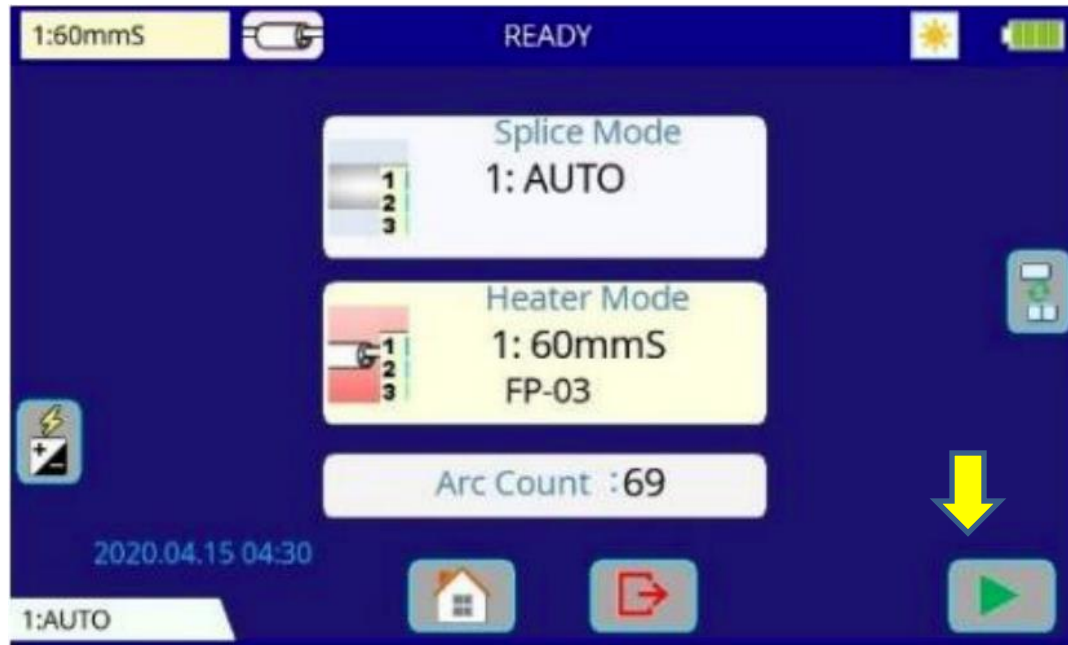 1:60mmS
READY
Splice Mode
1: AUTO
1
2
3
Heater Mode
1: 60mmS
FP-03
1
2
3
Arc Count :69
2020.04.15 04:30
1:AUTO